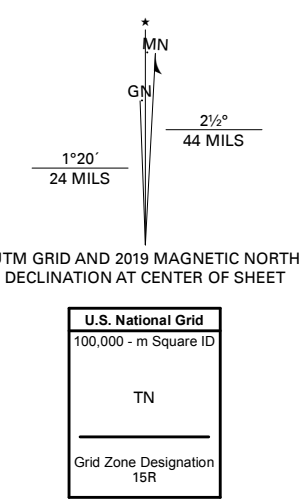 ★
MN
GN
2½°
44 MILS
1°20´
24 MILS
UTM GRID AND 2019 MAGNETIC NORTH
DECLINATION AT CENTER OF SHEET
U.S. National Grid
100,000 - m Square ID
TN
Grid Zone Designation
15R